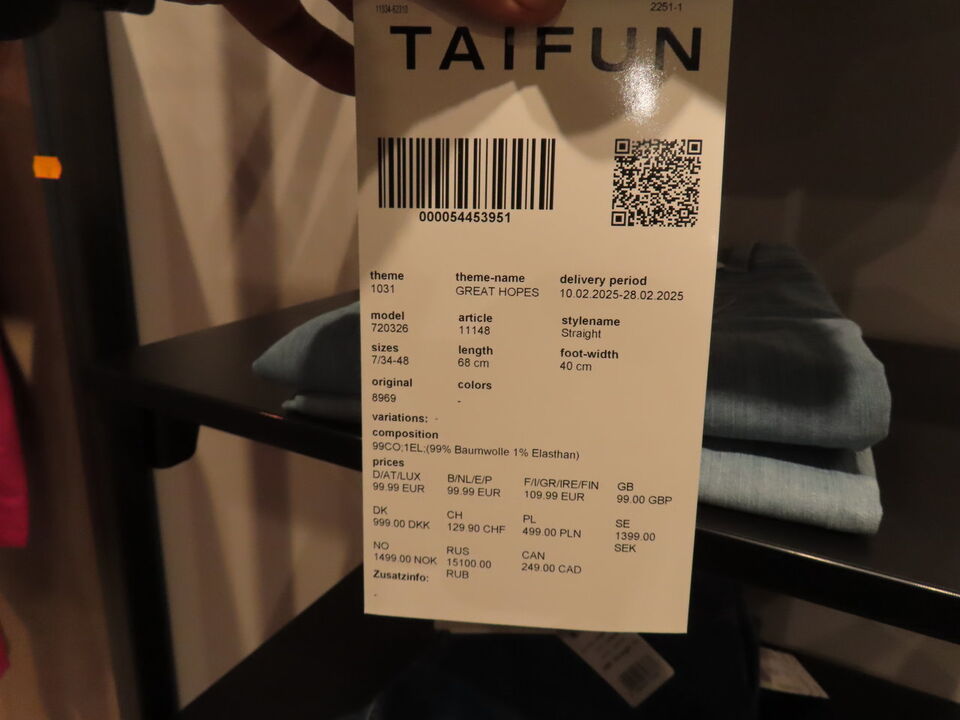 11534-62310 2251-1
TAIFUN
000054453951
theme theme-name delivery period
1031 GREAT HOPES 10.02.2025-28.02.2025
model article stylename
720326 11148 Straight
sizes length foot-width
7/34-48 68 cm 40 cm
original colors
8969 -
variations: -
composition
99CO;1EL;(99% Baumwolle 1% Elasthan)
prices
D/AT/LUX B/NL/E/P F/I/GR/IRE/FIN GB
99.99 EUR 99.99 EUR 109.99 EUR 99.00 GBP
DK CH PL SE
999.00 DKK 129.90 CHF 499.00 PLN 1399.00
SEK
NO RUS CAN
1499.00 NOK 15100.00 249.00 CAD
Zusatzinfo: RUB
-